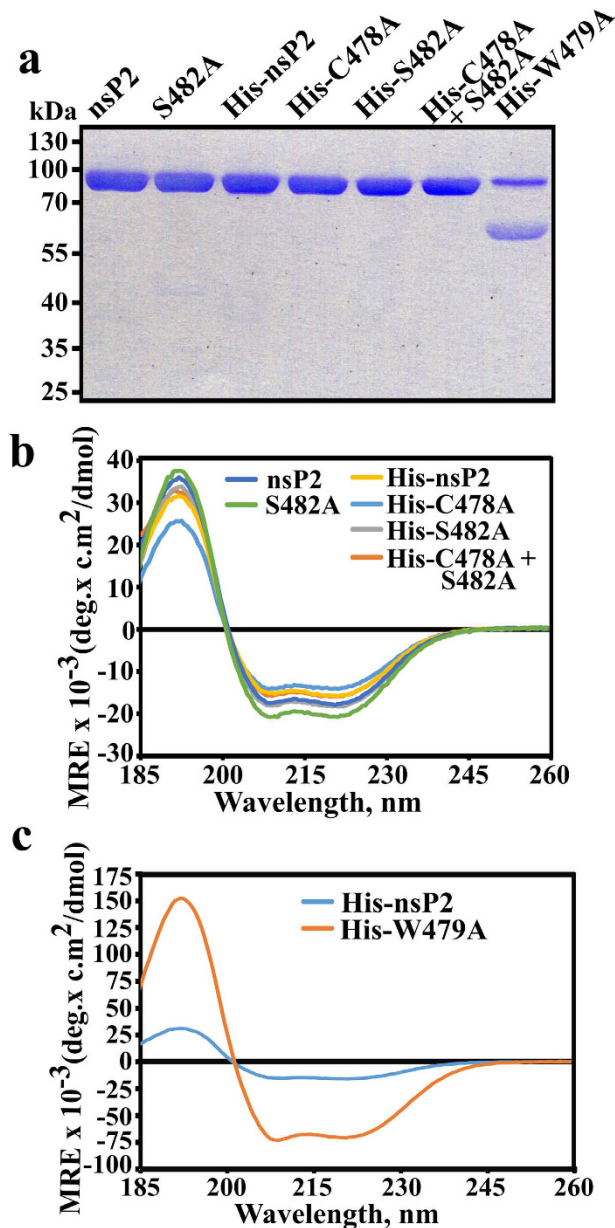 a
nsP2
S482A
His-nsP2
His-C478A
His-S482A
His-C478A
+ S482A
His-W479A
kDa
130
100
70
55
40
35
25
b
MRE x 10⁻³(deg.x c.m²/dmol)
40
30
20
10
0
-10
-20
-30
nsP2
S482A
His-nsP2
His-C478A
His-S482A
His-C478A +
S482A
185 200 215 230 245 260
Wavelength, nm
c
MRE x 10⁻³(deg.x c.m²/dmol)
175
150
125
100
75
50
25
0
-25
-50
-75
-100
His-nsP2
His-W479A
185 200 215 230 245 260
Wavelength, nm